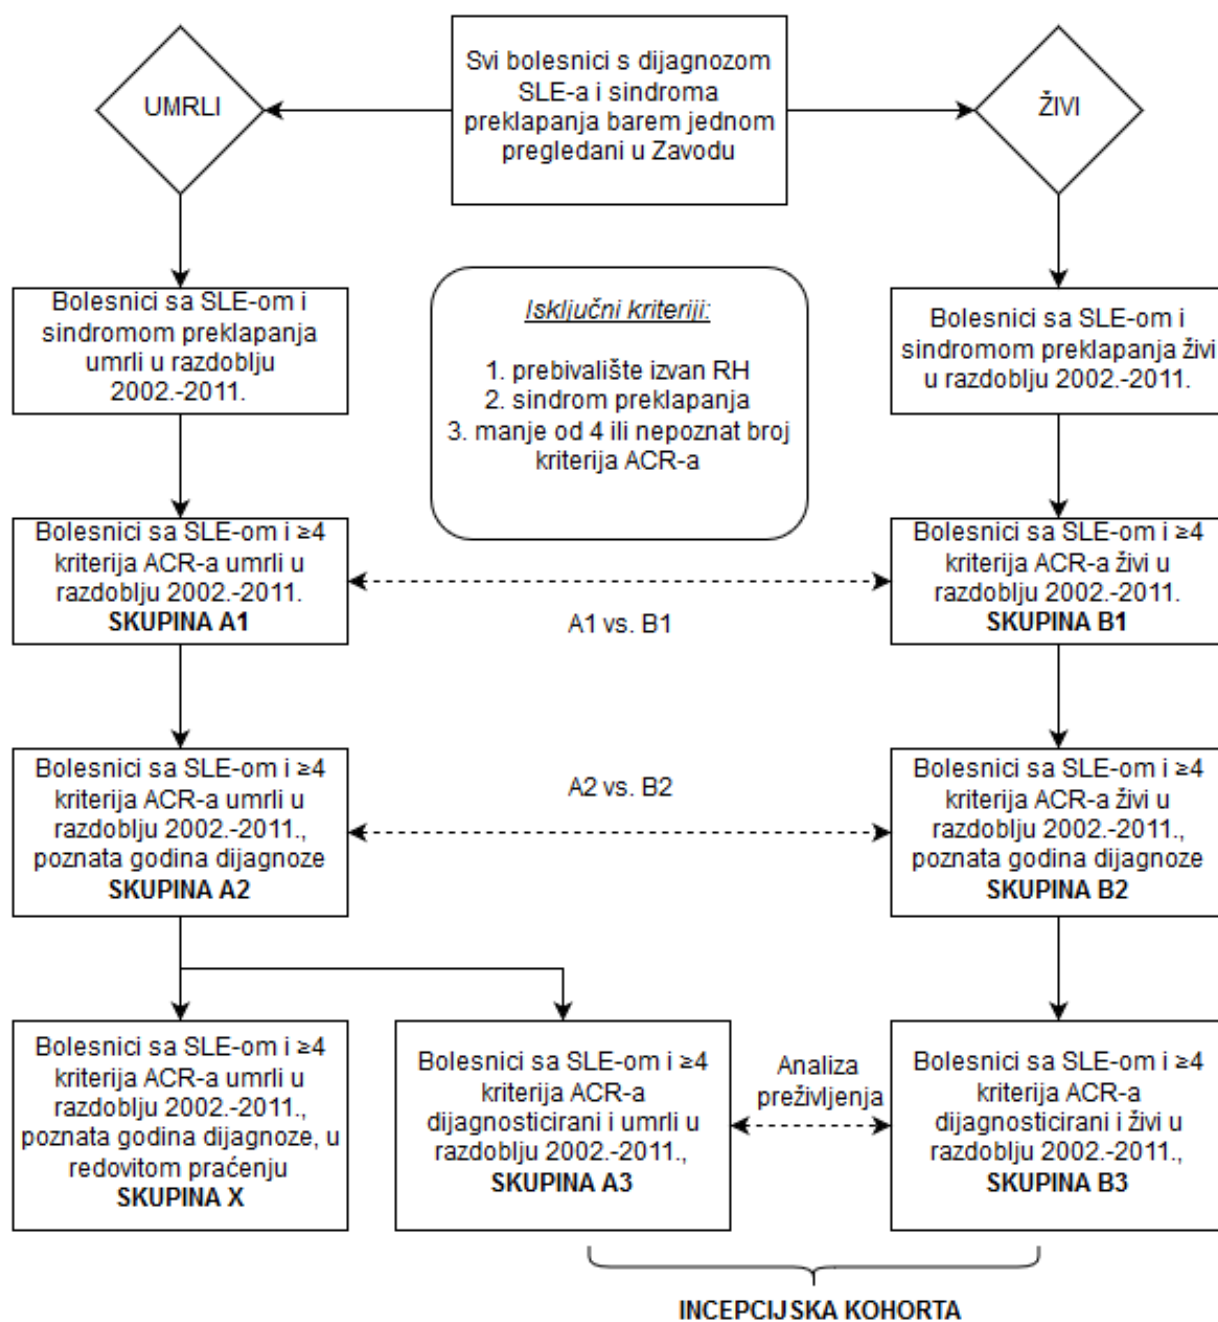 UMRLI
Svi bolesnici s dijagnozom
SLE-a i sindroma
preklapanja barem jednom
pregledani u Zavodu
ŽIVI
Bolesnici sa SLE-om i
sindromom preklapanja
umrli u razdoblju
2002.-2011.
Isključni kriteriji:
1. prebivalište izvan RH
2. sindrom preklapanja
3. manje od 4 ili nepoznat broj
kriterija ACR-a
Bolesnici sa SLE-om i
sindromom preklapanja živi
u razdoblju 2002.-2011.
Bolesnici sa SLE-om i ≥4
kriterija ACR-a umrli u
razdoblju 2002.-2011.
SKUPINA A1
A1 vs. B1
Bolesnici sa SLE-om i ≥4
kriterija ACR-a živi u
razdoblju 2002.-2011.
SKUPINA B1
Bolesnici sa SLE-om i ≥4
kriterija ACR-a umrli u
razdoblju 2002.-2011.,
poznata godina dijagnoze
SKUPINA A2
A2 vs. B2
Bolesnici sa SLE-om i ≥4
kriterija ACR-a živi u
razdoblju 2002.-2011.,
poznata godina dijagnoze
SKUPINA B2
Bolesnici sa SLE-om i ≥4
kriterija ACR-a umrli u
razdoblju 2002.-2011.,
poznata godina dijagnoze, u
redovitom praćenju
SKUPINA X
Bolesnici sa SLE-om i ≥4
kriterija ACR-a
dijagnosticirani i umrli u
razdoblju 2002.-2011.,
SKUPINA A3
Analiza
preživljenja
Bolesnici sa SLE-om i ≥4
kriterija ACR-a
dijagnosticirani i živi u
razdoblju 2002.-2011.,
SKUPINA B3
INCEPCIJSKA KOHORTA